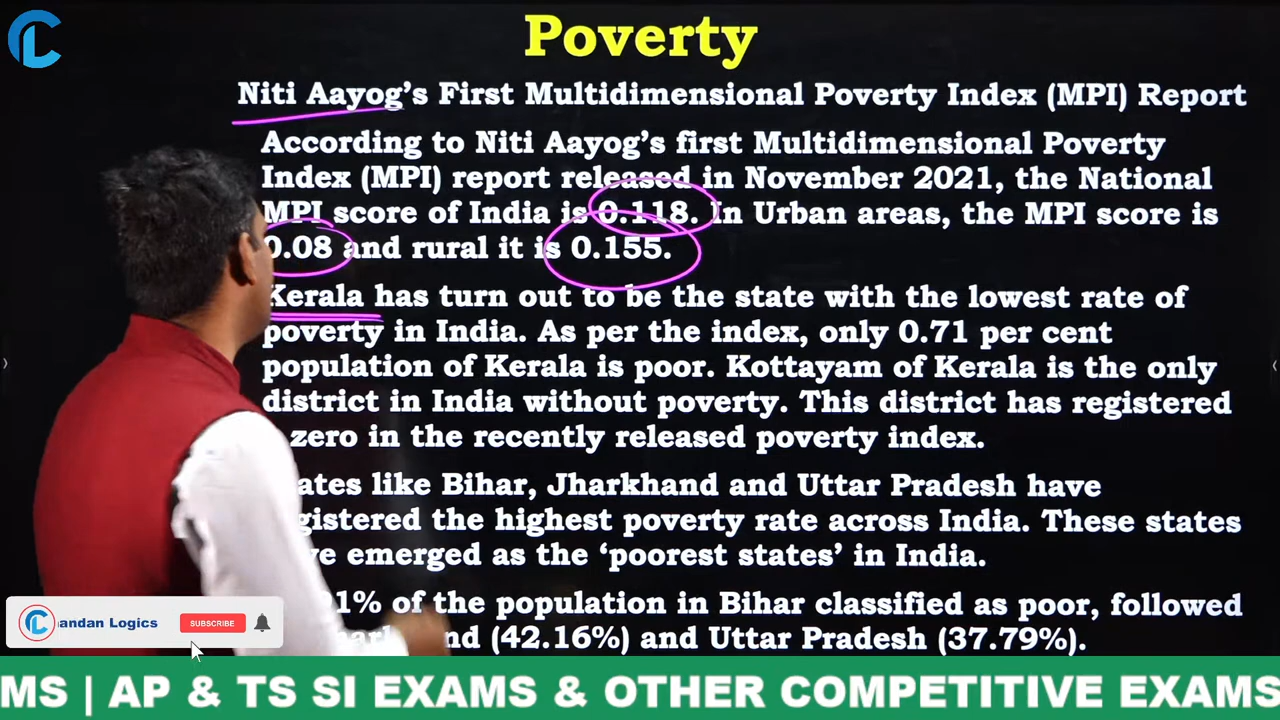 Poverty
Niti Aayog's First Multidimensional Poverty Index (MPI) Report
According to Niti Aayog's first Multidimensional Poverty
Index (MPI) report released in November 2021, the National
MPI score of India is 0.118. In Urban areas, the MPI score is
0.08 and rural it is 0.155.
Kerala has turn out to be the state with the lowest rate of
poverty in India. As per the index, only 0.71 per cent
population of Kerala is poor. Kottayam of Kerala is the only
district in India without poverty. This district has registered
zero in the recently released poverty index.
like Bihar, Jharkhand and Uttar Pradesh have
the highest poverty rate across India. These states
emerged as the ‘poorest states’ in India.
of the population in Bihar classified as poor, followed
(42.16%) and Uttar Pradesh (37.79%).
andan Logics
SUBSCRIBE
MS | AP & TS SI EXAMS & OTHER COMPETITIVE EXAMS